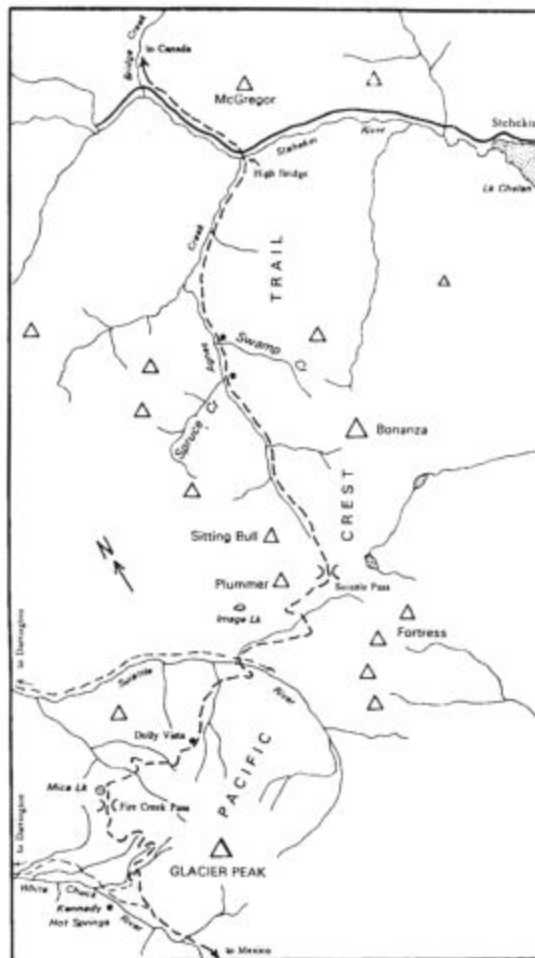 to Canada
Bridge Creek
McGregor
Stehekin
Stehekin River
High Bridge
Lk Chelan
Creek
TRAIL
Swamp Cr
Agnes
Spruce Cr
Bonanza
CREST
N
Sitting Bull
Plummer
Suiattle Pass
Image Lk
Fortress
to Darrington
Suiattle
River
Dolly Vista
PACIFIC
Mica Lk
Fire Creek Pass
to Darrington
GLACIER PEAK
White Chuck
Kennedy
Hot Springs
River
to Mexico